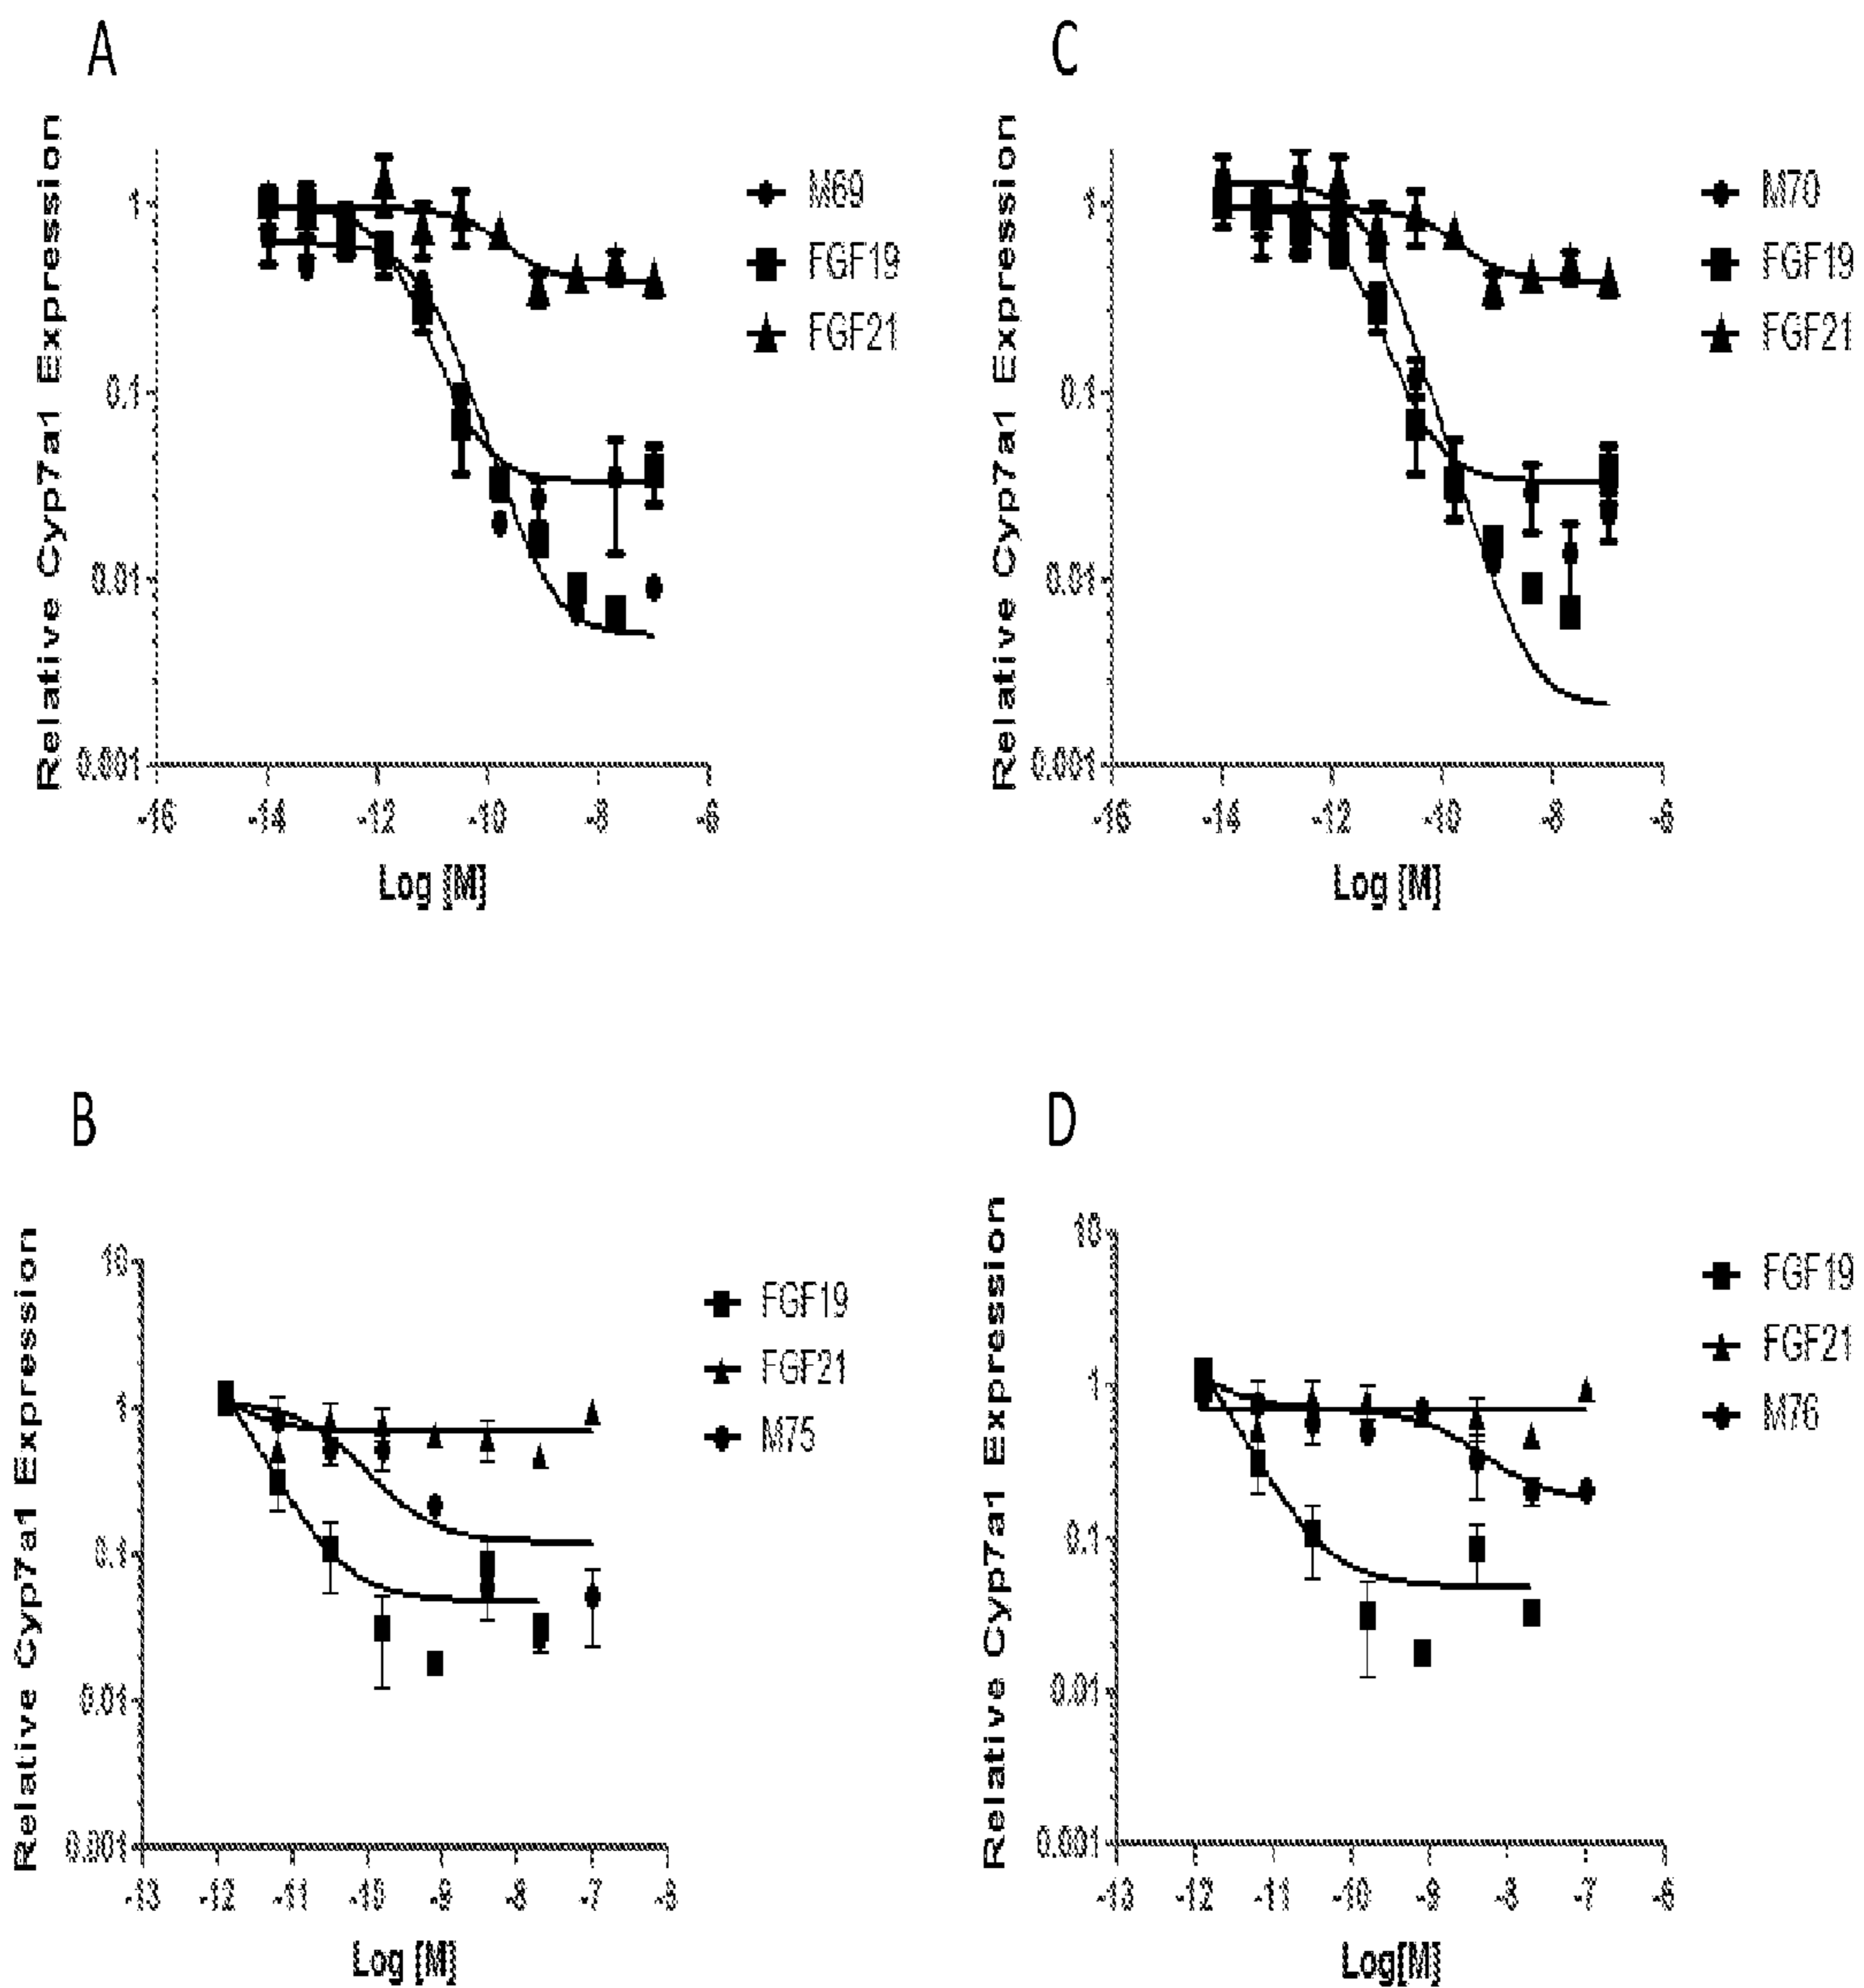 A
Relative Cyp7a1 Expression
1
0.1
0.01
0.001
-16 -14 -12 -10 -8 -6
Log [M]
M69
FGF19
FGF21
C
Relative Cyp7a1 Expression
1
0.1
0.01
0.001
-16 -14 -12 -10 -8 -6
Log [M]
M70
FGF19
FGF21
B
Relative Cyp7a1 Expression
10
1
0.1
0.01
0.001
-13 -12 -11 -10 -9 -8 -7 -6
Log [M]
FGF19
FGF21
M75
D
Relative Cyp7a1 Expression
10
1
0.1
0.01
0.001
-13 -12 -11 -10 -9 -8 -7 -6
Log[M]
FGF19
FGF21
M76